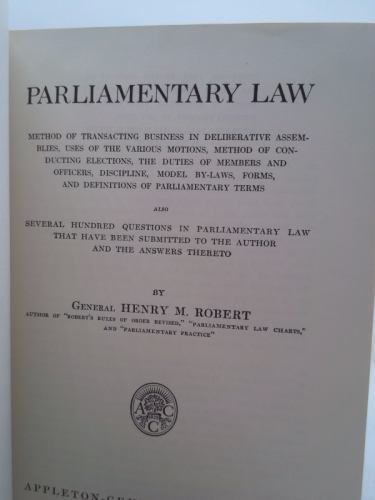 PARLIAMENTARY LAW
METHOD OF TRANSACTING BUSINESS IN DELIBERATIVE ASSEM-
BLIES, USES OF THE VARIOUS MOTIONS, METHOD OF CON-
DUCTING ELECTIONS, THE DUTIES OF MEMBERS AND
OFFICERS, DISCIPLINE, MODEL BY-LAWS, FORMS,
AND DEFINITIONS OF PARLIAMENTARY TERMS
ALSO
SEVERAL HUNDRED QUESTIONS IN PARLIAMENTARY LAW
THAT HAVE BEEN SUBMITTED TO THE AUTHOR
AND THE ANSWERS THERETO
BY
GENERAL HENRY M. ROBERT
AUTHOR OF "ROBERT'S RULES OF ORDER REVISED," "PARLIAMENTARY LAW CHARTS,"
AND "PARLIAMENTARY PRACTICE"
A C C
APPLETON-CEN